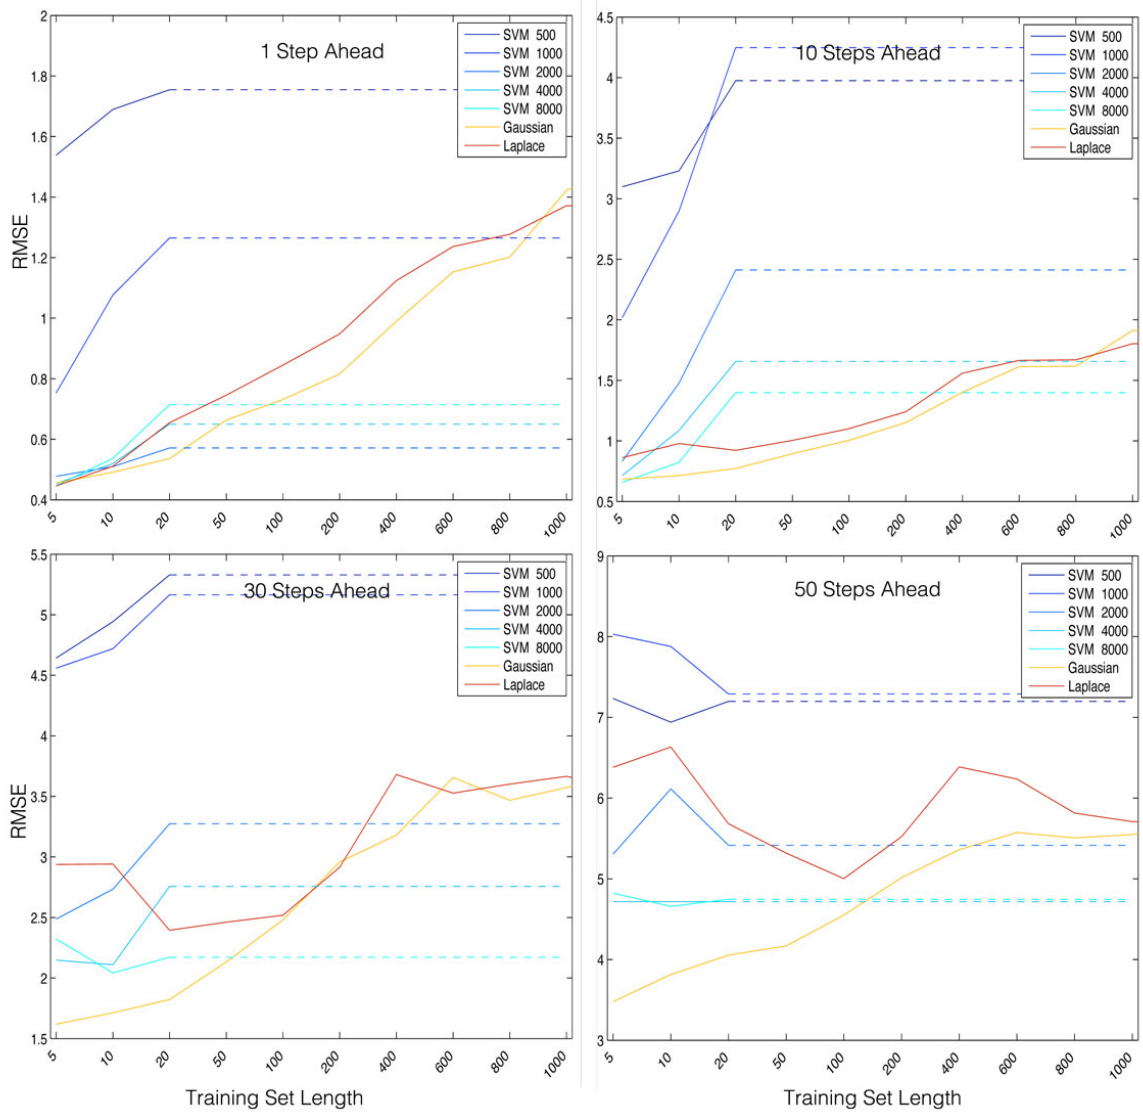 1 Step Ahead
RMSE
2
1.8
1.6
1.4
1.2
1
0.8
0.6
0.4
5
10
20
50
100
200
400
600
800
1000
SVM 500
SVM 1000
SVM 2000
SVM 4000
SVM 8000
Gaussian
Laplace
10 Steps Ahead
4.5
4
3.5
3
2.5
2
1.5
1
0.5
5
10
20
50
100
200
400
600
800
1000
SVM 500
SVM 1000
SVM 2000
SVM 4000
SVM 8000
Gaussian
Laplace
30 Steps Ahead
RMSE
5.5
5
4.5
4
3.5
3
2.5
2
1.5
5
10
20
50
100
200
400
600
800
1000
Training Set Length
SVM 500
SVM 1000
SVM 2000
SVM 4000
SVM 8000
Gaussian
Laplace
50 Steps Ahead
9
8
7
6
5
4
3
5
10
20
50
100
200
400
600
800
1000
Training Set Length
SVM 500
SVM 1000
SVM 2000
SVM 4000
SVM 8000
Gaussian
Laplace